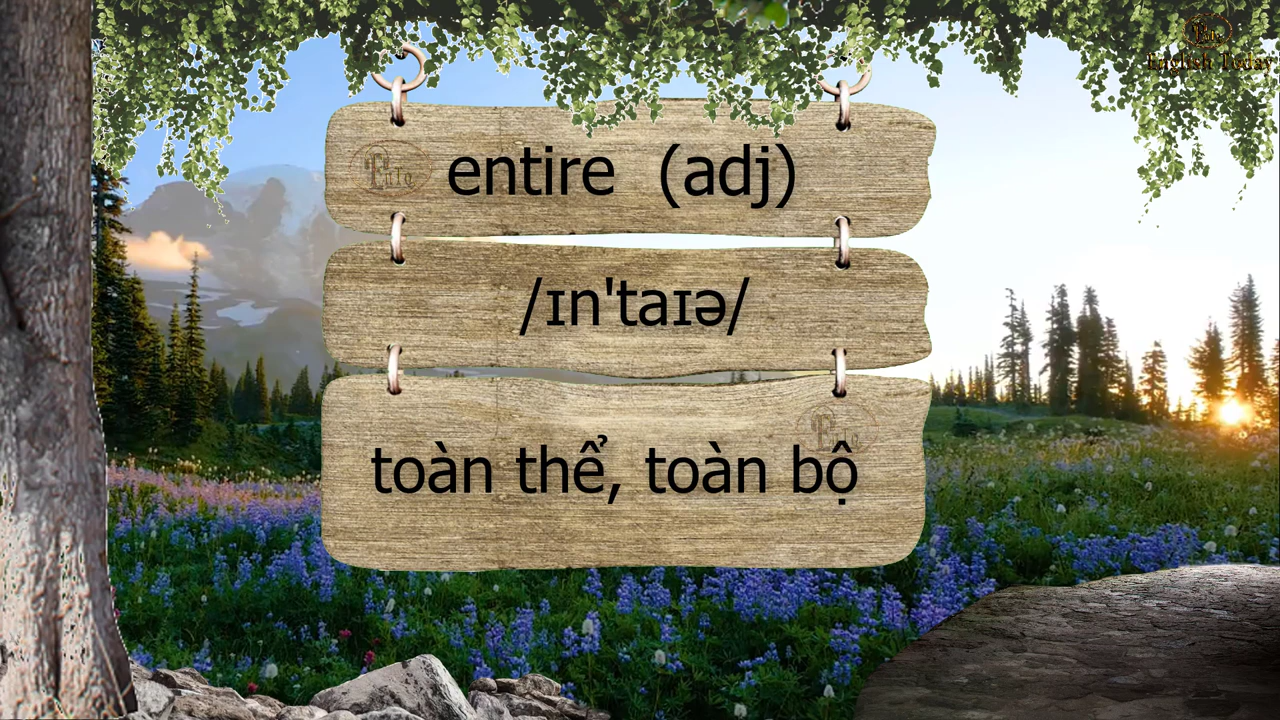 English Today
entire (adj)
/ɪn'taɪə/
toàn thể, toàn bộ